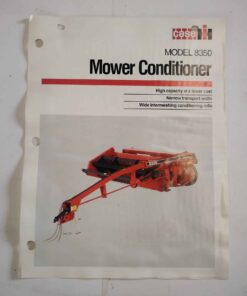 case IH
MODEL 8350
Mower Conditioner
High capacity at a lower cost
Narrow transport width
Wide intermeshing conditioning rolls